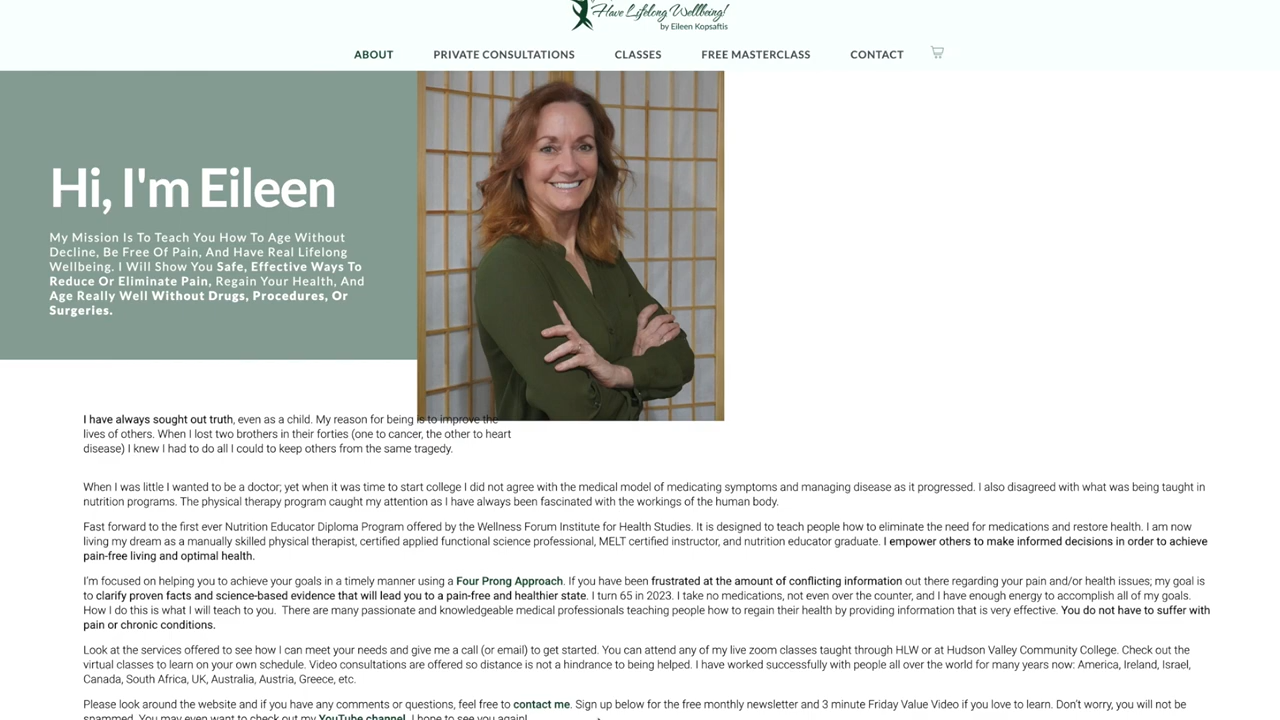 Have Lifelong Wellbeing!
by Eileen Kopsaftis
ABOUT
PRIVATE CONSULTATIONS
CLASSES
FREE MASTERCLASS
CONTACT
Hi, I'm Eileen
My Mission Is To Teach You How To Age Without
Decline, Be Free Of Pain, And Have Real Lifelong
Wellbeing. I Will Show You Safe, Effective Ways To
Reduce Or Eliminate Pain, Regain Your Health, And
Age Really Well Without Drugs, Procedures, Or
Surgeries.
I have always sought out truth, even as a child. My reason for being is to improve the
lives of others. When I lost two brothers in their forties (one to cancer, the other to heart
disease) I knew I had to do all I could to keep others from the same tragedy.
When I was little I wanted to be a doctor; yet when it was time to start college I did not agree with the medical model of medicating symptoms and managing disease as it progressed. I also disagreed with what was being taught in
nutrition programs. The physical therapy program caught my attention as I have always been fascinated with the workings of the human body.
Fast forward to the first ever Nutrition Educator Diploma Program offered by the Wellness Forum Institute for Health Studies. It is designed to teach people how to eliminate the need for medications and restore health. I am now
living my dream as a manually skilled physical therapist, certified applied functional science professional, MELT certified instructor, and nutrition educator graduate. I empower others to make informed decisions in order to achieve
pain-free living and optimal health.
I'm focused on helping you to achieve your goals in a timely manner using a Four Prong Approach. If you have been frustrated at the amount of conflicting information out there regarding your pain and/or health issues; my goal is
to clarify proven facts and science-based evidence that will lead you to a pain-free and healthier state. I turn 65 in 2023. I take no medications, not even over the counter, and I have enough energy to accomplish all of my goals.
How I do this is what I will teach to you. There are many passionate and knowledgeable medical professionals teaching people how to regain their health by providing information that is very effective. You do not have to suffer with
pain or chronic conditions.
Look at the services offered to see how I can meet your needs and give me a call (or email) to get started. You can attend any of my live zoom classes taught through HLW or at Hudson Valley Community College. Check out the
virtual classes to learn on your own schedule. Video consultations are offered so distance is not a hindrance to being helped. I have worked successfully with people all over the world for many years now: America, Ireland, Israel,
Canada, South Africa, UK, Australia, Austria, Greece, etc.
Please look around the website and if you have any comments or questions, feel free to contact me. Sign up below for the free monthly newsletter and 3 minute Friday Value Video if you love to learn. Don't worry, you will not be
spammed. You may even want to check out my YouTube channel. I hope to see you again!